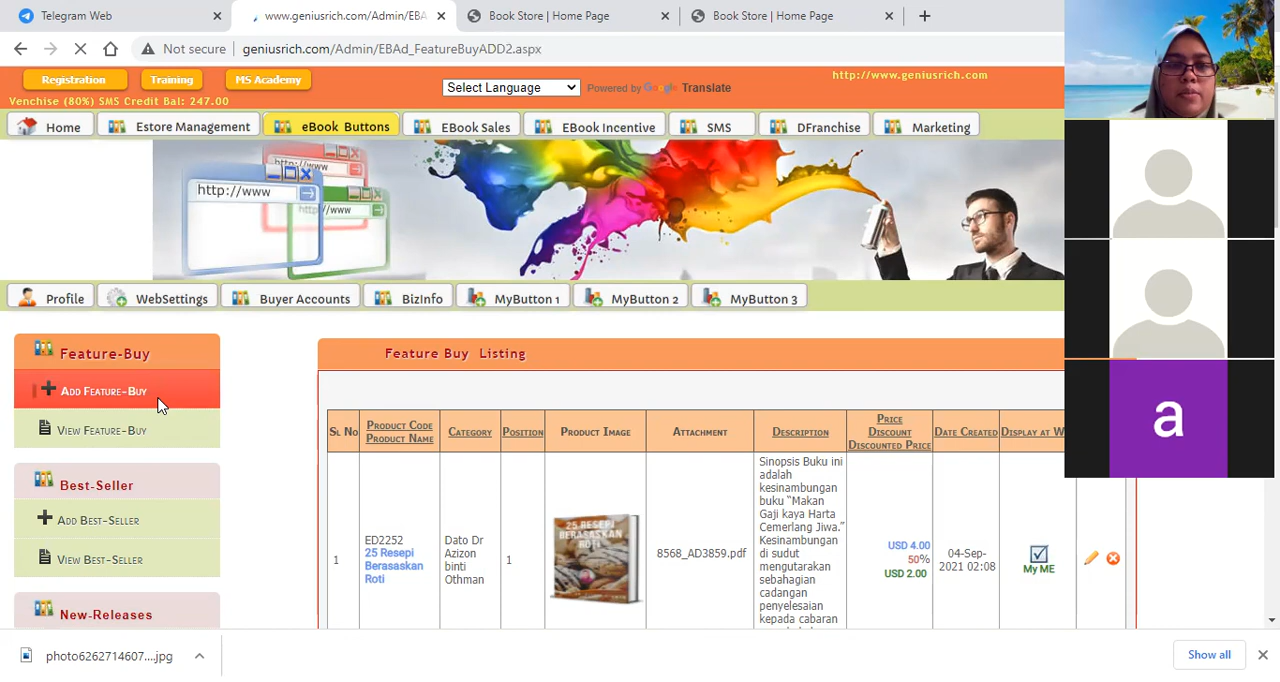 Telegram Web
www.geniusrich.com/Admin/EBA
Book Store | Home Page
Book Store | Home Page
Not secure
geniusrich.com/Admin/EBAd_FeatureBuyADD2.aspx
Registration
Training
MS Academy
Select Language
Powered by Google Translate
http://www.geniusrich.com
Venchise (80%) SMS Credit Bal: 247.00
Home
Estore Management
eBook Buttons
EBook Sales
EBook Incentive
SMS
DFranchise
Marketing
http://www
http://www
http://www
Profile
WebSettings
Buyer Accounts
BizInfo
MyButton 1
MyButton 2
MyButton 3
Feature-Buy
Add Feature-Buy
View Feature-Buy
Best-Seller
Add Best-Seller
View Best-Seller
New-Releases
Feature Buy Listing
Sl No
Product Code
Product Name
Category
Position
Product Image
Attachment
Description
Price
Discount
Discounted Price
Date Created
Display at
1
ED2252
25 Resepi
Berasaskan
Roti
Dato Dr
Azizon
binti
Othman
1
25 RESEPI
BERASASKAN
ROTI
8568_AD3859.pdf
Sinopsis Buku ini
adalah
kesinambungan
buku “Makan
Gaji kaya Harta
Cemerlang Jiwa.”
Kesinambungan
di sudut
mengutarakan
sebahagian
cadangan
penyelesaian
kepada cabaran
USD 4.00
50%
USD 2.00
04-Sep-
2021 02:08
My ME
a
photo6262714607....jpg
Show all